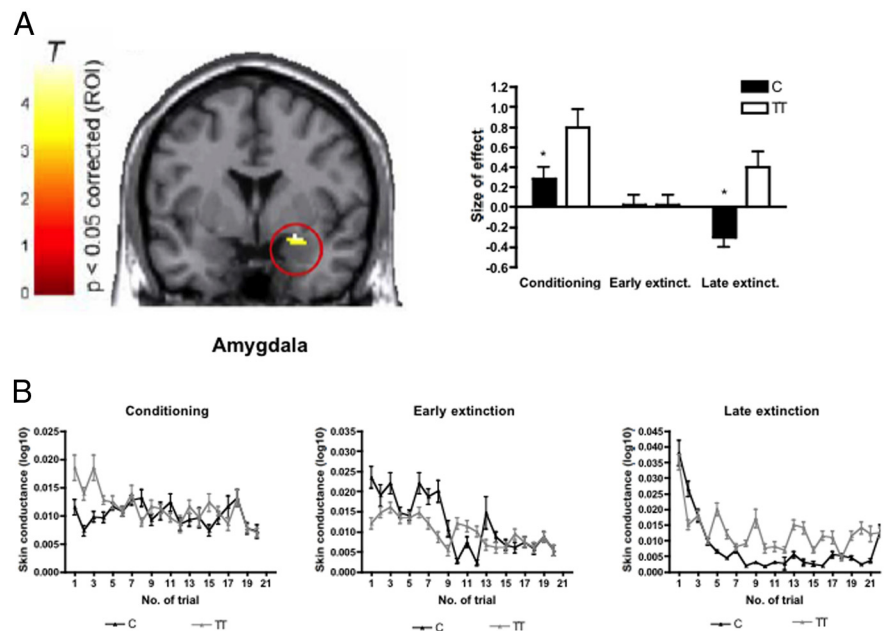 A
T
4
3
2
1
0
p < 0.05 corrected (ROI)
Amygdala
Size of effect
1.2
1.0
0.8
0.6
0.4
0.2
0.0
-0.2
-0.4
-0.6
*
*
C
TT
Conditioning Early extinct. Late extinct.
B
Conditioning
Skin conductance (log10)
0.025
0.020
0.015
0.010
0.005
0.000
1 3 5 7 9 11 13 15 17 19 21
No. of trial
C TT
Early extinction
Skin conductance (log10)
0.035
0.030
0.025
0.020
0.015
0.010
0.005
0.000
1 3 5 7 9 11 13 15 17 19 21
No. of trial
C TT
Late extinction
Skin conductance (log10)
0.045
0.040
0.035
0.030
0.025
0.020
0.015
0.010
0.005
0.000
1 3 5 7 9 11 13 15 17 19 21
No. of trial
C TT